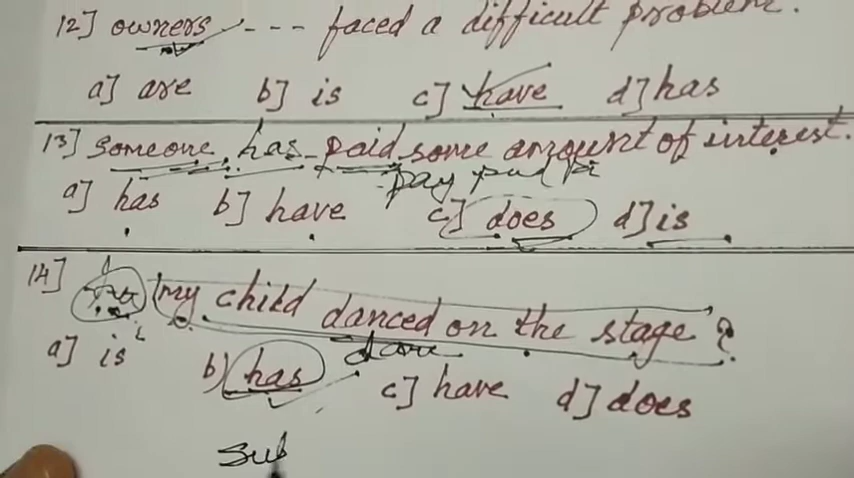 12] owners --- faced a difficult problem.
a] are b] is c] have d] has
13] someone has paid some amount of interest.
pay paid
a] has b] have c] does d] is
14] my child danced on the stage ?
a] is b) has c] have d] does
Sub